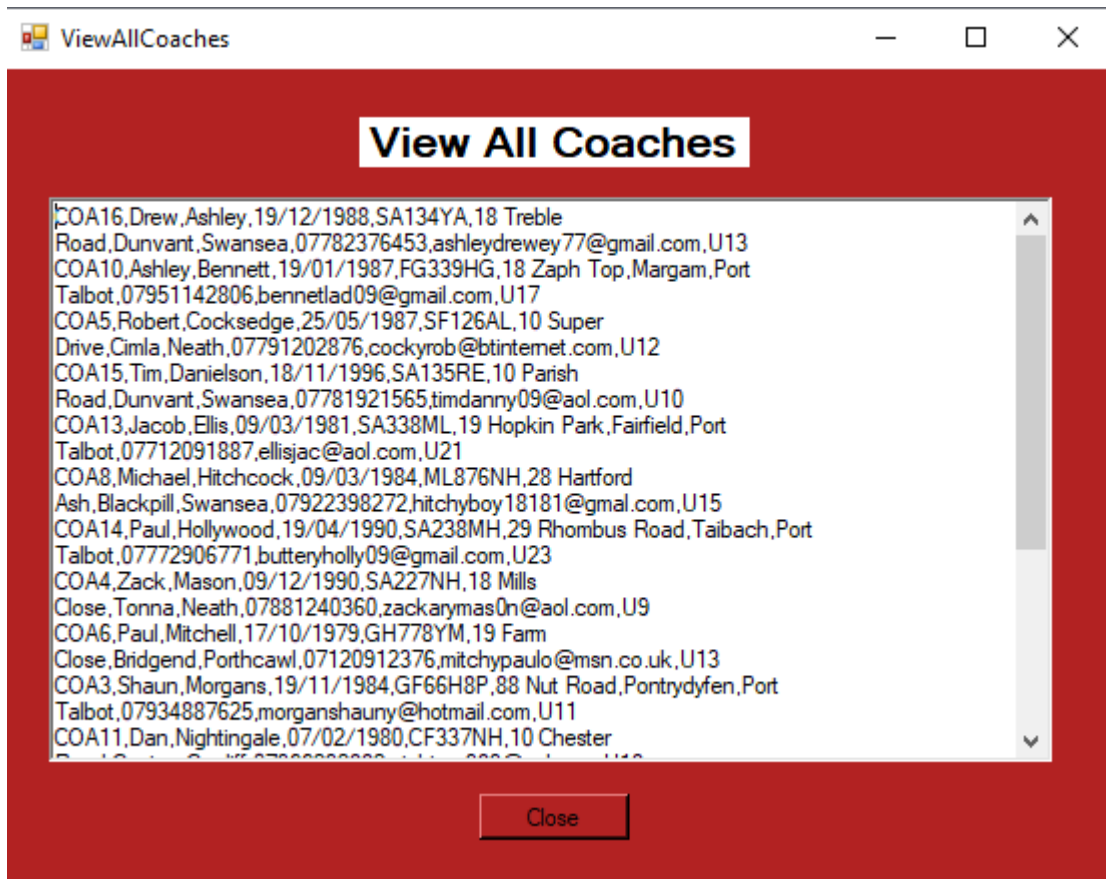 ViewAllCoaches
View All Coaches
COA16,Drew,Ashley,19/12/1988,SA134YA,18 Treble
Road,Dunvant,Swansea,07782376453,ashleydrewey77@gmail.com,U13
COA10,Ashley,Bennett,19/01/1987,FG339HG,18 Zaph Top,Margam,Port
Talbot,07951142806,bennetlad09@gmail.com,U17
COA5,Robert,Cocksedge,25/05/1987,SF126AL,10 Super
Drive,Cimla,Neath,07791202876,cockyrob@btinternet.com,U12
COA15,Tim,Danielson,18/11/1996,SA135RE,10 Parish
Road,Dunvant,Swansea,07781921565,timdanny09@aol.com,U10
COA13,Jacob,Ellis,09/03/1981,SA338ML,19 Hopkin Park,Fairfield,Port
Talbot,07712091887,ellisjac@aol.com,U21
COA8,Michael,Hitchcock,09/03/1984,ML876NH,28 Hartford
Ash,Blackpill,Swansea,07922398272,hitchyboy18181@gmal.com,U15
COA14,Paul,Hollywood,19/04/1990,SA238MH,29 Rhombus Road,Taibach,Port
Talbot,07772906771,butteryholly09@gmail.com,U23
COA4,Zack,Mason,09/12/1990,SA227NH,18 Mills
Close,Tonna,Neath,07881240360,zackarymas0n@aol.com,U9
COA6,Paul,Mitchell,17/10/1979,GH778YM,19 Farm
Close,Bridgend,Porthcawl,07120912376,mitchypaulo@msn.co.uk,U13
COA3,Shaun,Morgans,19/11/1984,GF66H8P,88 Nut Road,Pontrydyfen,Port
Talbot,07934887625,morganshauny@hotmail.com,U11
COA11,Dan,Nightingale,07/02/1980,CF337NH,10 Chester
Close